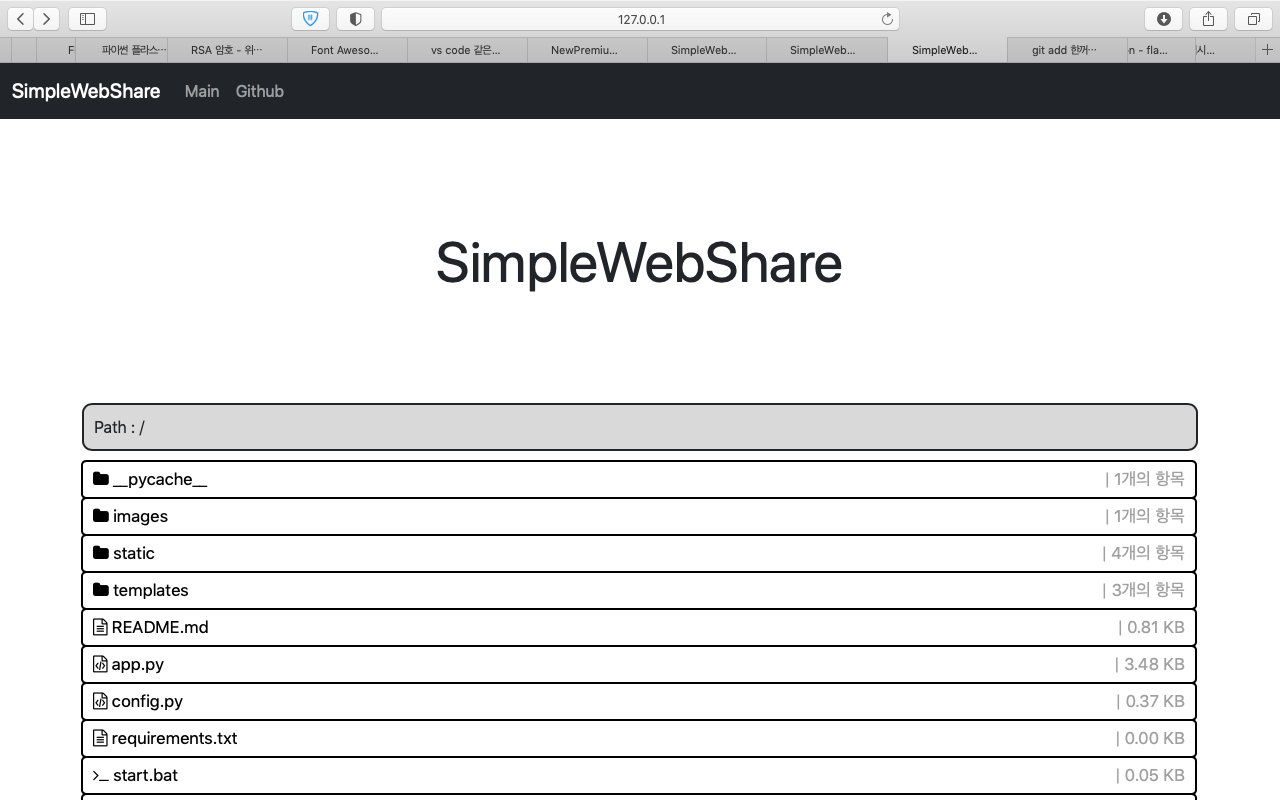 127.0.0.1
F
파이썬 플라스…
RSA 암호 - 위…
Font Aweso...
vs code 같은...
NewPremiu...
SimpleWeb...
SimpleWeb...
SimpleWeb...
git add 한꺼…
n - fla...
시...
SimpleWebShare Main Github
SimpleWebShare
Path : /
__pycache__ | 1개의 항목
images | 1개의 항목
static | 4개의 항목
templates | 3개의 항목
README.md | 0.81 KB
app.py | 3.48 KB
config.py | 0.37 KB
requirements.txt | 0.00 KB
start.bat | 0.05 KB